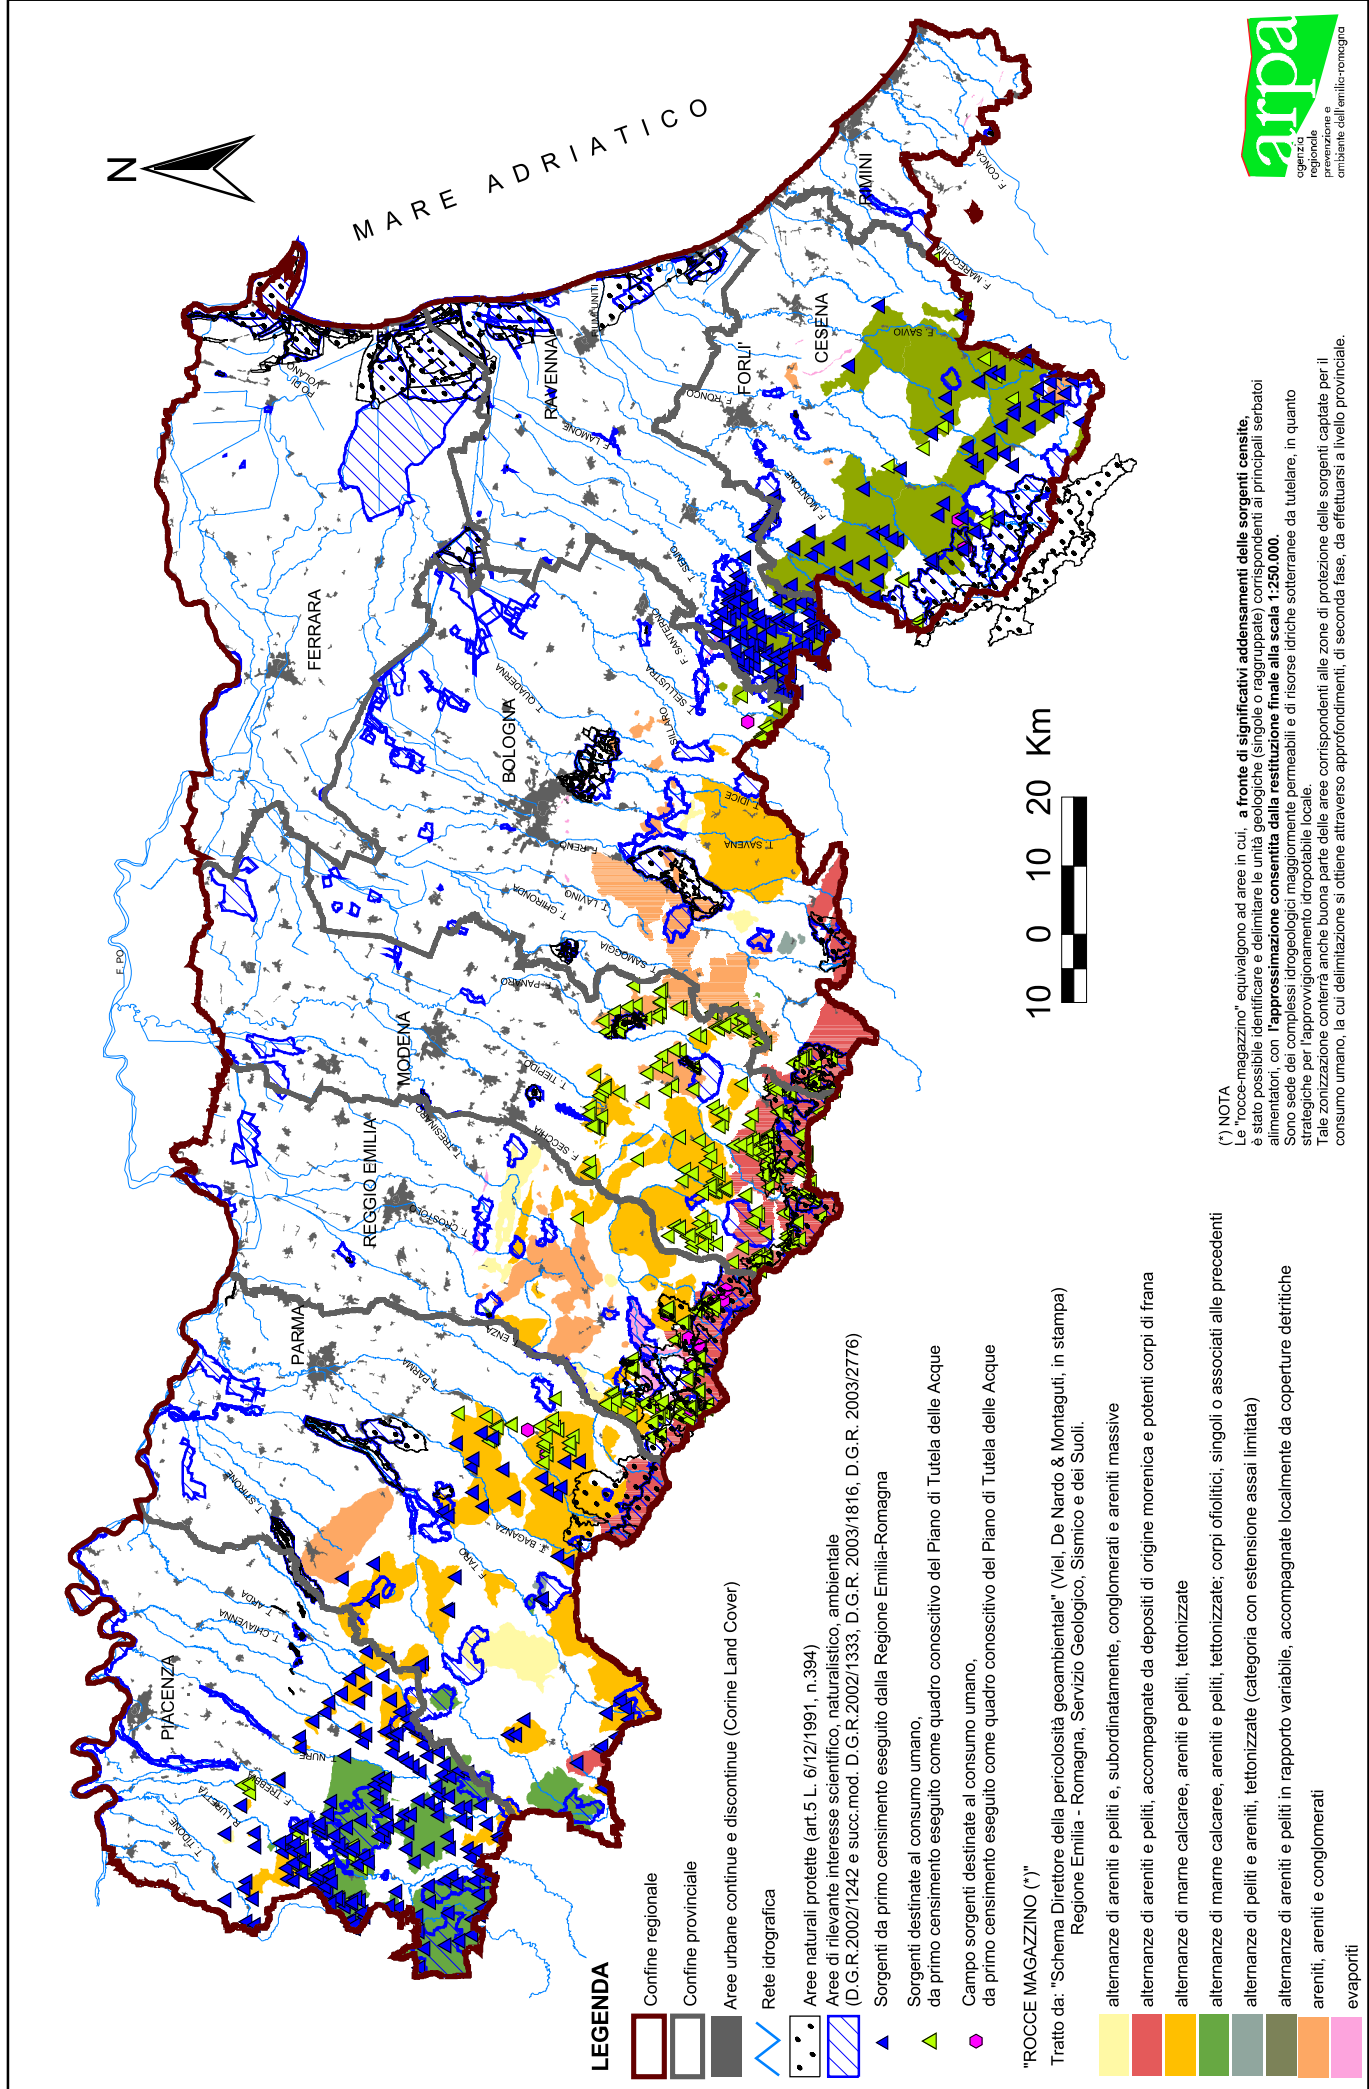 N
MARE ADRIATICO
F. PO
PIACENZA
PARMA
REGGIO EMILIA
MODENA
BOLOGNA
FERRARA
RAVENNA
FORLI'
CESENA
RIMINI
T. TIDONE
R. LURETTA
F. TREBBIA
NURE
T. CHIAVENNA
T. ARDA
T. STIRONE
F. TARO
T. BAGANZA
T. PARMA
T. ENZA
T. CROSTOLO
T. TRESINARO
F. SECCHIA
T. TIEPIDO
F. PANARO
T. SAMOGGIA
T. GHIRONDA
T. LAVINO
F. RENO
T. SAVENA
T. IDICE
T. QUADERNA
SILLARO
T. SELLUSTRA
F. SANTERNO
T. SENIO
F. LAMONE
F. MONTONE
F. RONCO
FIUMI UNITI
F. SAVIO
F. MARECCHIA
F. CONCA
PO DI
VOLANO
10 0 10 20 Km
arpa
agenzia
regionale
prevenzione e
ambiente dell'emilia-romagna
LEGENDA
Confine regionale
Confine provinciale
Aree urbane continue e discontinue (Corine Land Cover)
Rete idrografica
Aree naturali protette (art.5 L. 6/12/1991, n.394)
Aree di rilevante interesse scientifico, naturalistico, ambientale
(D.G.R.2002/1242 e succ.mod. D.G.R.2002/1333, D.G.R. 2003/1816, D.G.R. 2003/2776)
Sorgenti da primo censimento eseguito dalla Regione Emilia-Romagna
Sorgenti destinate al consumo umano,
da primo censimento eseguito come quadro conoscitivo del Piano di Tutela delle Acque
Campo sorgenti destinate al consumo umano,
da primo censimento eseguito come quadro conoscitivo del Piano di Tutela delle Acque
"ROCCE MAGAZZINO (*)"
Tratto da: "Schema Direttore della pericolosità geoambientale" (Viel, De Nardo & Montaguti, in stampa)
Regione Emilia - Romagna, Servizio Geologico, Sismico e dei Suoli.
alternanze di areniti e peliti e, subordinatamente, conglomerati e areniti massive
alternanze di areniti e peliti, accompagnate da depositi di origine morenica e potenti corpi di frana
alternanze di marne calcaree, areniti e peliti, tettonizzate
alternanze di marne calcaree, areniti e peliti, tettonizzate; corpi ofiolitici, singoli o associati alle precedenti
alternanze di peliti e areniti, tettonizzate (categoria con estensione assai limitata)
alternanze di areniti e peliti in rapporto variabile, accompagnate localmente da coperture detritiche
areniti, areniti e conglomerati
evaporiti
(*) NOTA
Le "rocce-magazzino" equivalgono ad aree in cui, a fronte di significativi addensamenti delle sorgenti censite,
è stato possibile identificare e delimitare le unità geologiche (singole o raggruppate) corrispondenti ai principali serbatoi
alimentatori, con l'approssimazione consentita dalla restituzione finale alla scala 1:250.000.
Sono sede dei complessi idrogeologici maggiormente permeabili e di risorse idriche sotterranee da tutelare, in quanto
strategiche per l'approvvigionamento idropotabile locale.
Tale zonizzazione conterrà anche buona parte delle aree corrispondenti alle zone di protezione delle sorgenti captate per il
consumo umano, la cui delimitazione si ottiene attraverso approfondimenti, di seconda fase, da effettuarsi a livello provinciale.